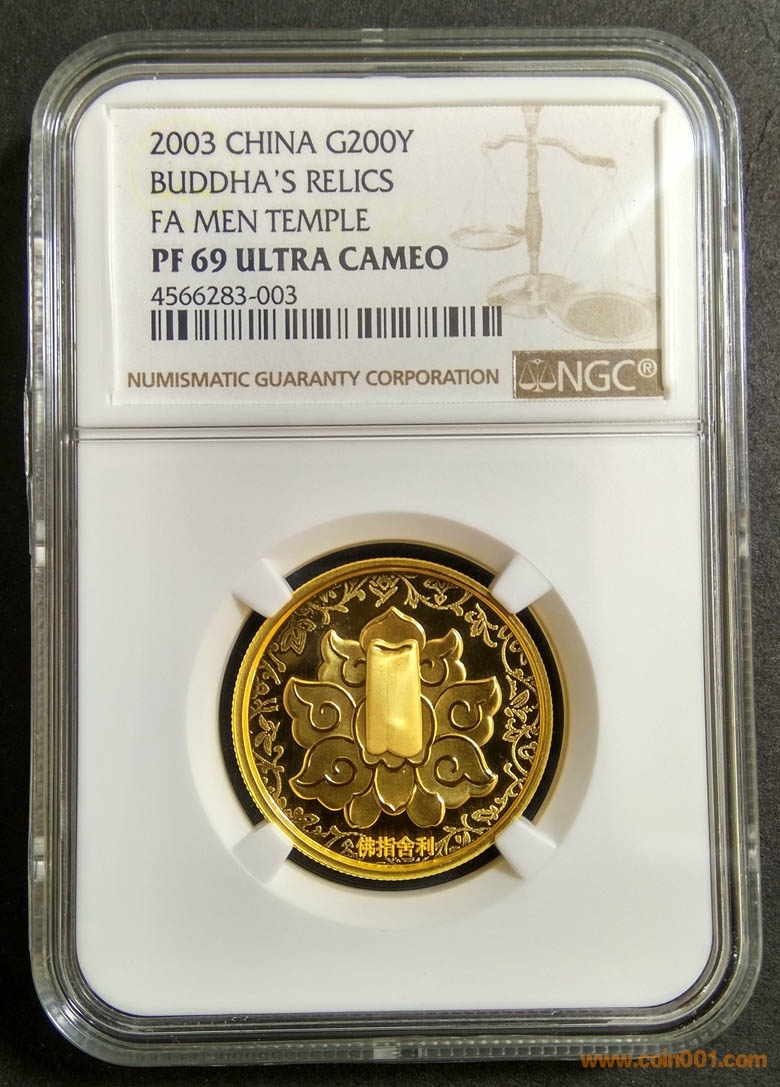 2003 CHINA G200Y
BUDDHA'S RELICS
FA MEN TEMPLE
PF 69 ULTRA CAMEO
4566283-003
NUMISMATIC GUARANTY CORPORATION NGC®
佛指舍利
www.coin001.com